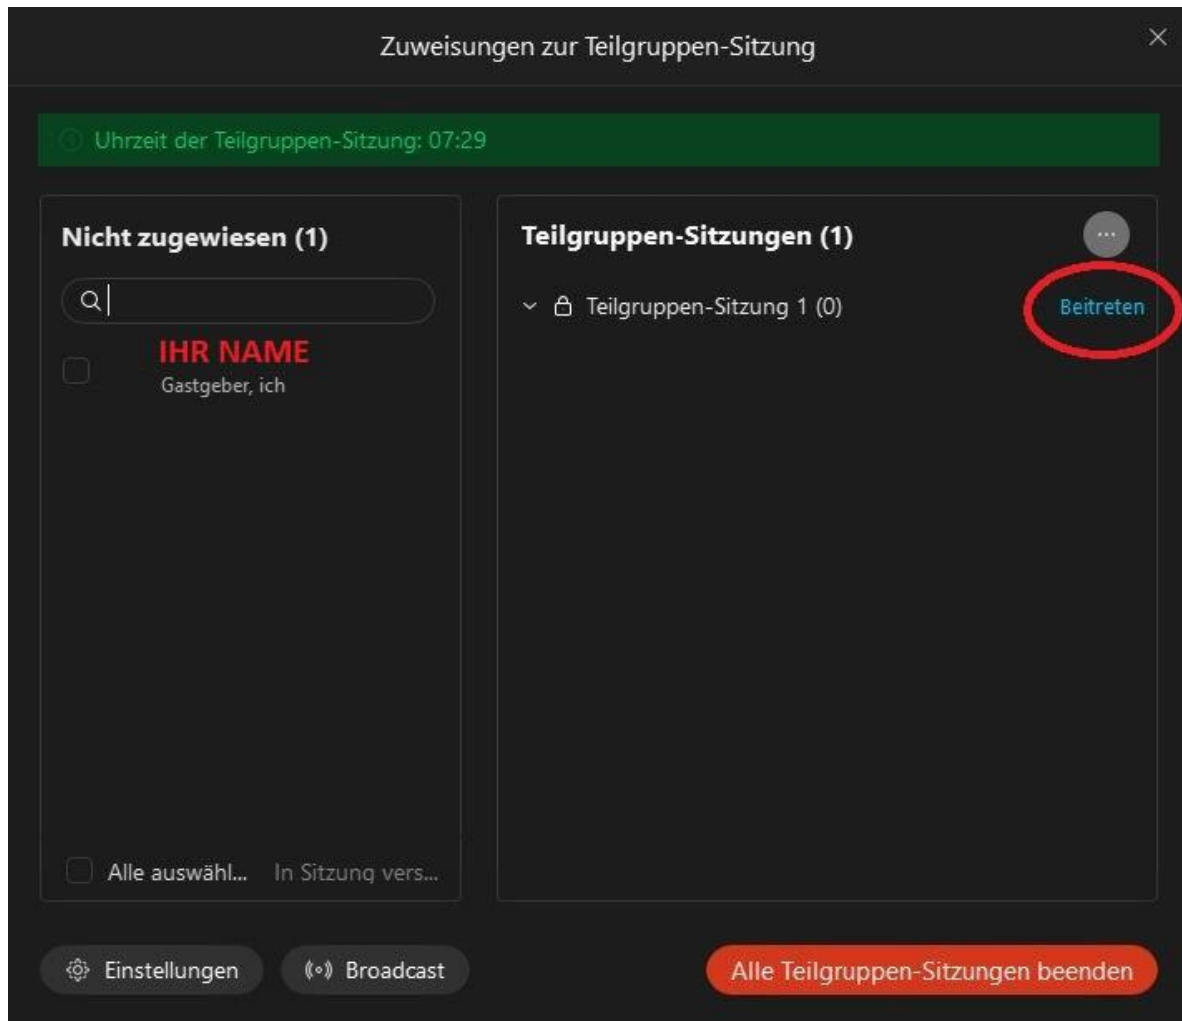 Zuweisungen zur Teilgruppen-Sitzung
Uhrzeit der Teilgruppen-Sitzung: 07:29
Nicht zugewiesen (1)
IHR NAME
Gastgeber, ich
Alle auswähl... In Sitzung vers...
Teilgruppen-Sitzungen (1)
Teilgruppen-Sitzung 1 (0) Beitreten
Einstellungen Broadcast Alle Teilgruppen-Sitzungen beenden